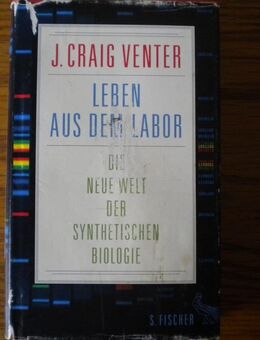 J. CRAIG VENTER
LEBEN
AUS DEM LABOR
DIE
NEUE WELT
DER
SYNTHETISCHEN
BIOLOGIE
S. FISCHER